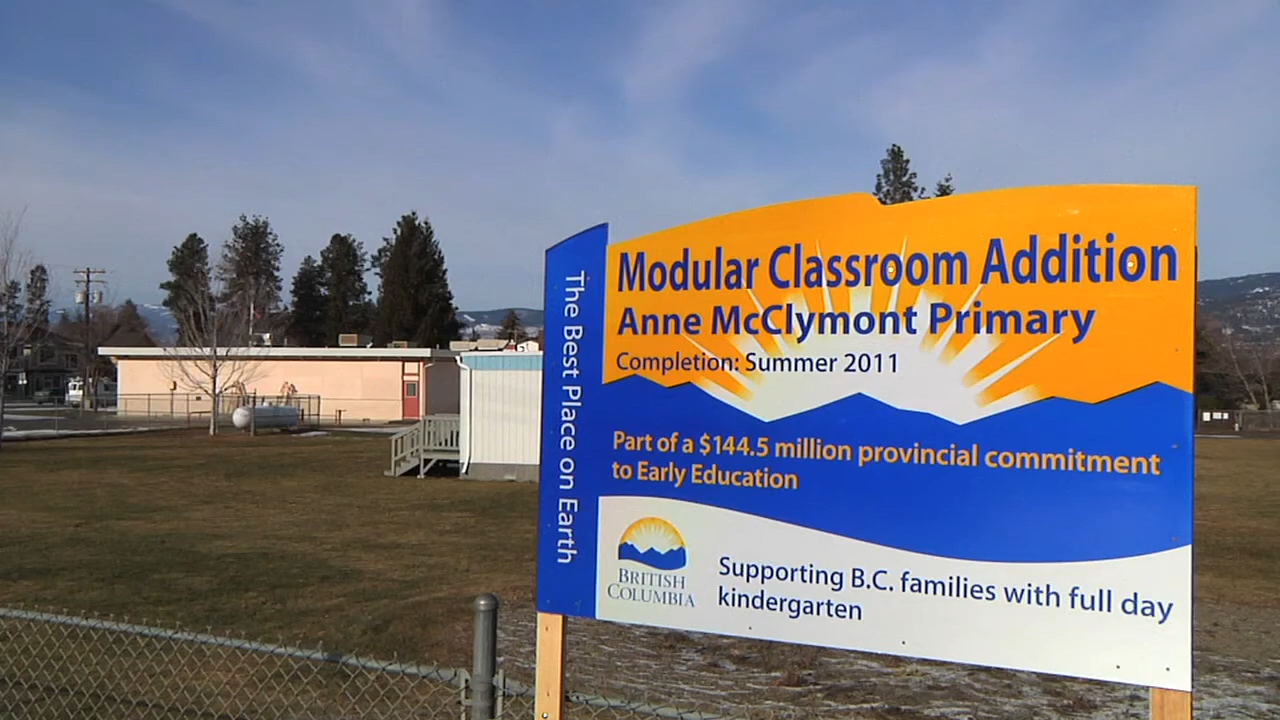 The Best Place on Earth
Modular Classroom Addition
Anne McClymont Primary
Completion: Summer 2011
Part of a $144.5 million provincial commitment
to Early Education
BRITISH
COLUMBIA
Supporting B.C. families with full day
kindergarten